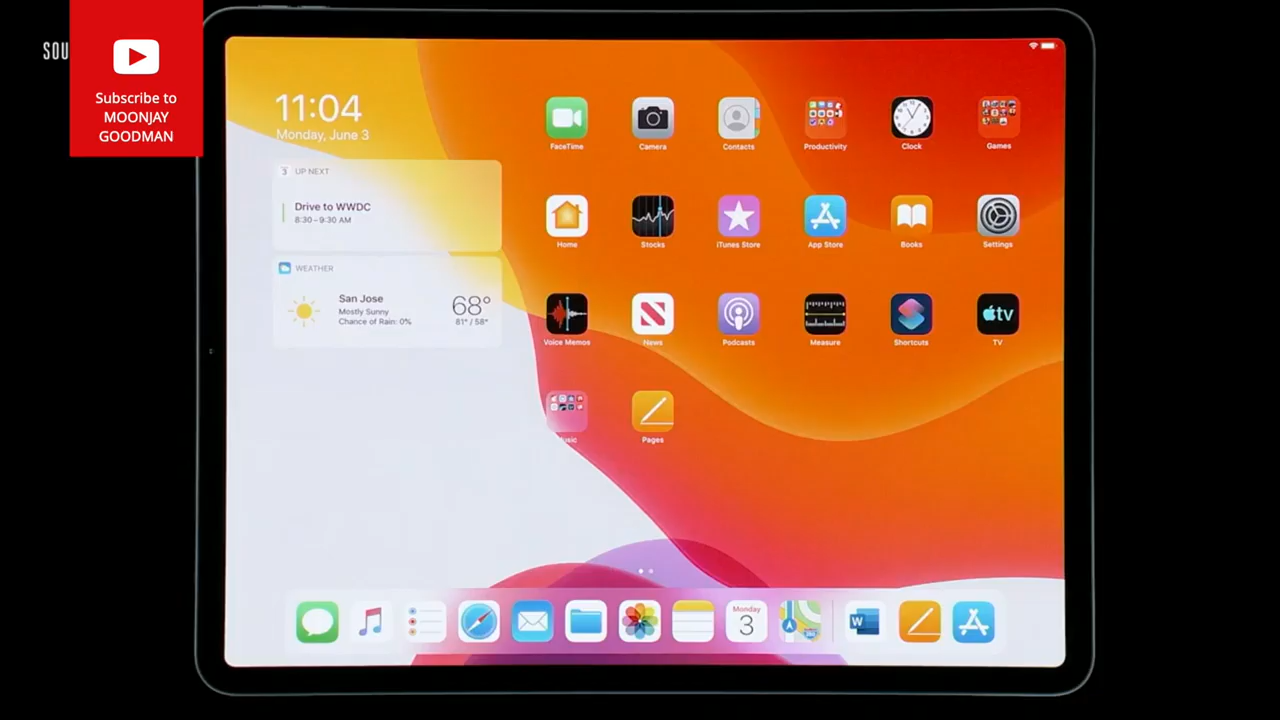 SOU
Subscribe to
MOONJAY
GOODMAN
11:04
Monday, June 3
3 UP NEXT
Drive to WWDC
8:30 – 9:30 AM
WEATHER
San Jose
Mostly Sunny
Chance of Rain: 0%
68°
81° / 58°
FaceTime
Camera
Contacts
Productivity
Clock
Games
Home
Stocks
iTunes Store
App Store
Books
Settings
Voice Memos
News
Podcasts
Measure
Shortcuts
tv
TV
Music
Pages
Monday
3
W